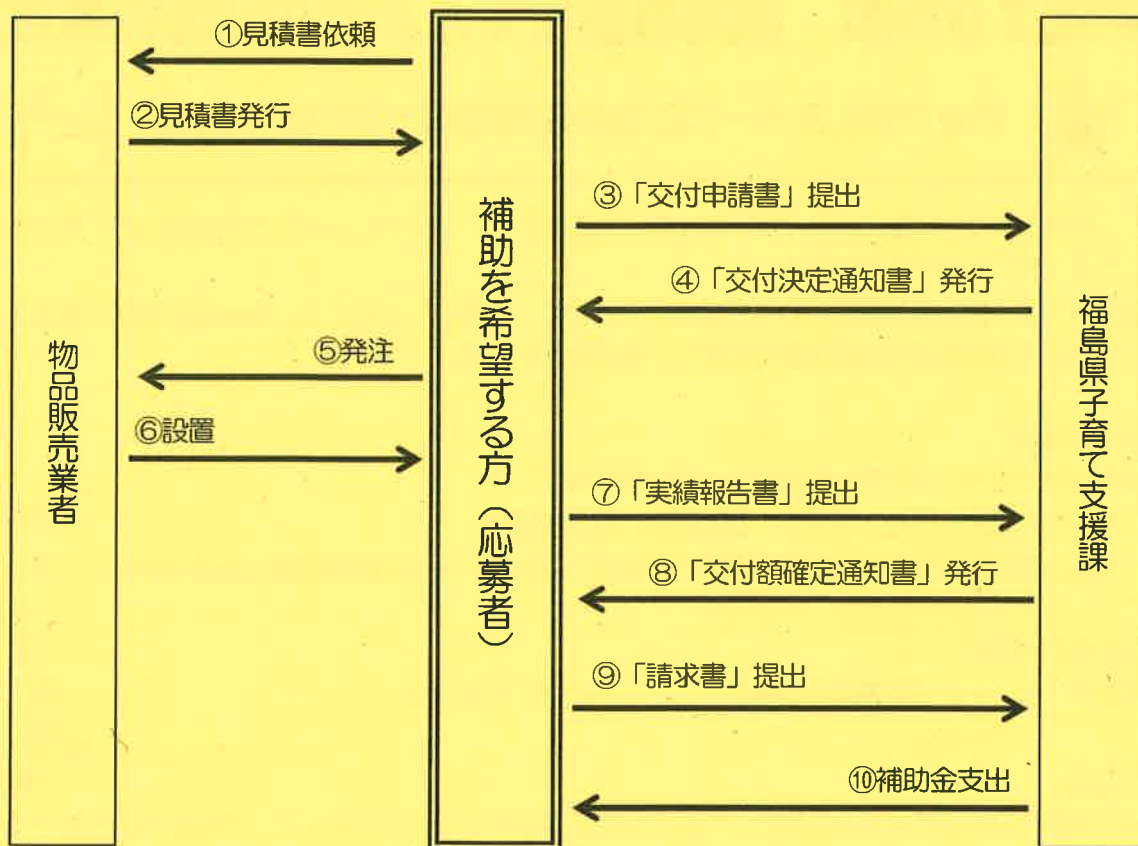 ①見積書依頼
②見積書発行
③「交付申請書」提出
④「交付決定通知書」発行
⑤発注
⑥設置
⑦「実績報告書」提出
⑧「交付額確定通知書」発行
⑨「請求書」提出
⑩補助金支出
物品販売業者
補助を希望する方（応募者）
福島県子育て支援課